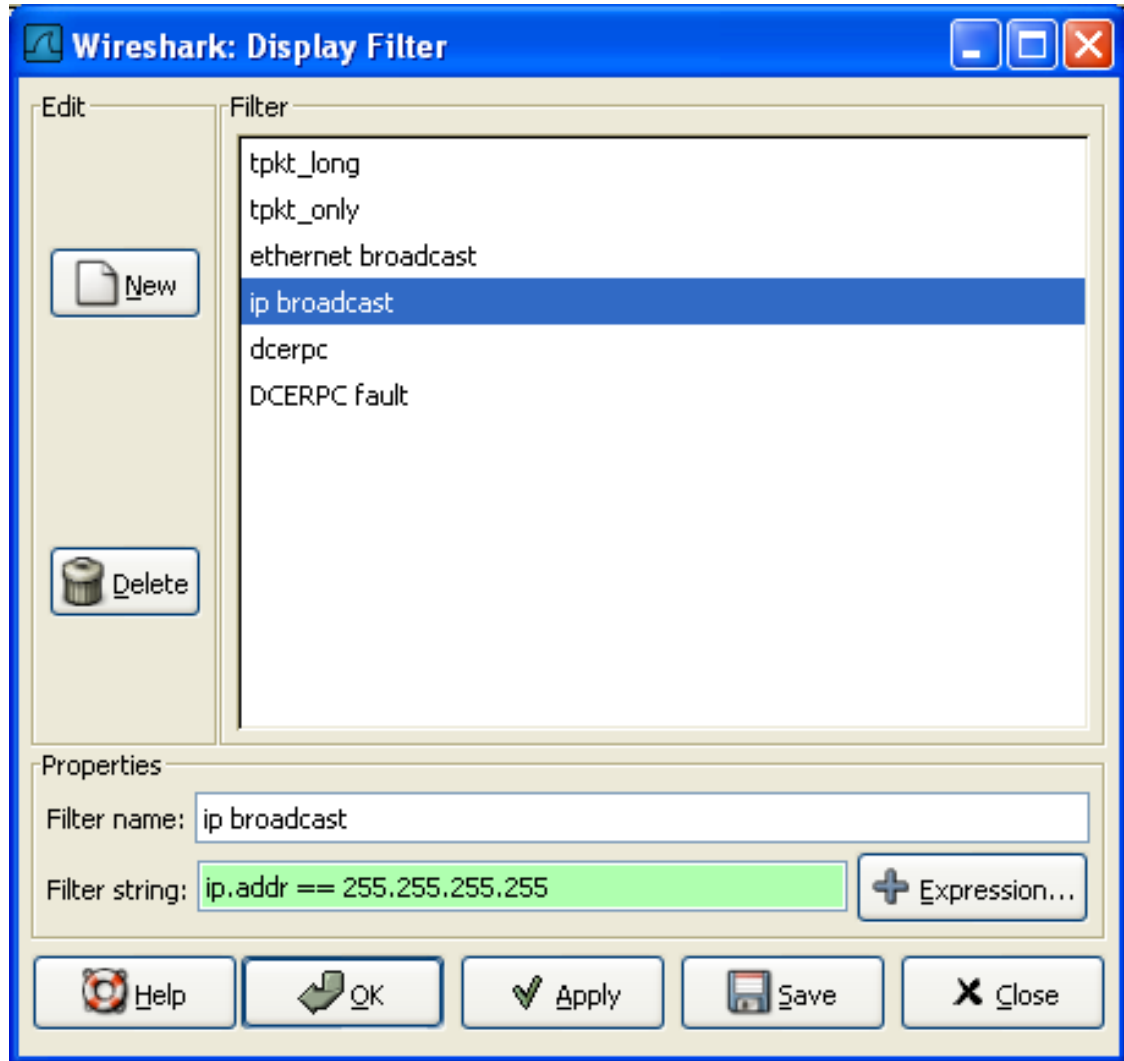 Wireshark: Display Filter
Edit
Filter
tpkt_long
tpkt_only
ethernet broadcast
ip broadcast
dcerpc
DCERPC fault
New
Delete
Properties
Filter name: ip broadcast
Filter string: ip.addr == 255.255.255.255 Expression...
Help OK Apply Save Close